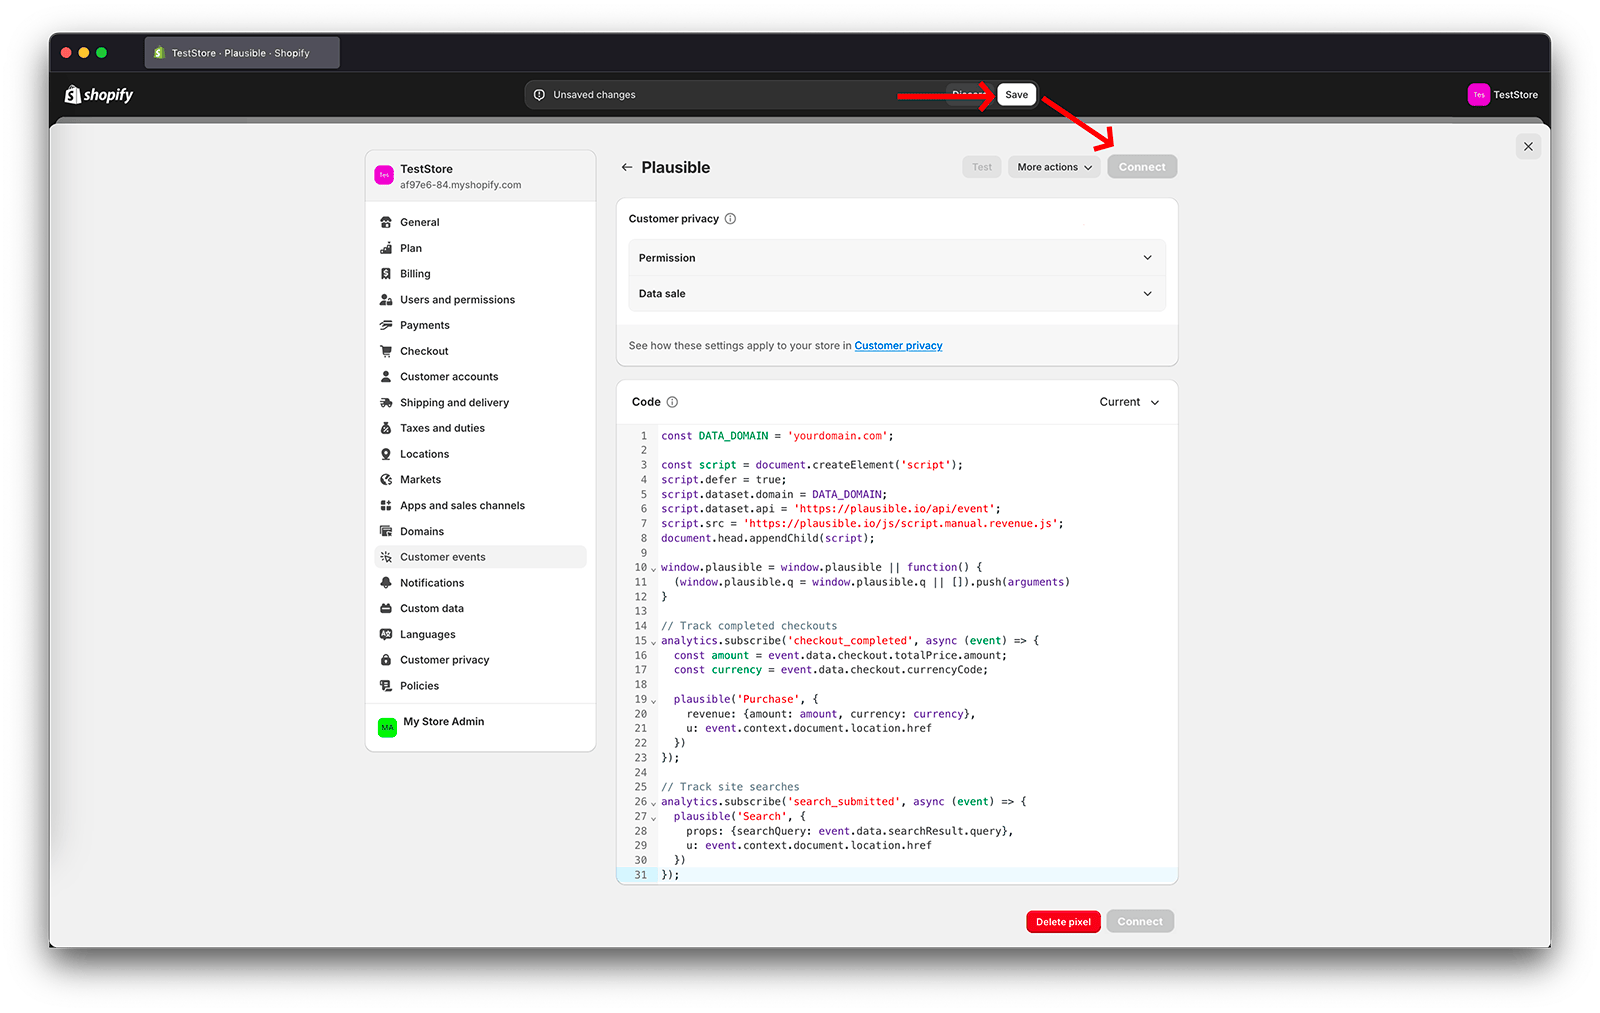 TestStore · Plausible · Shopify
shopify
Unsaved changes
Discard
Save
Tes
TestStore
Tes
TestStore
af97e6-84.myshopify.com
General
Plan
Billing
Users and permissions
Payments
Checkout
Customer accounts
Shipping and delivery
Taxes and duties
Locations
Markets
Apps and sales channels
Domains
Customer events
Notifications
Custom data
Languages
Customer privacy
Policies
MA
My Store Admin
Plausible
Test
More actions
Connect
Customer privacy
Permission
Data sale
See how these settings apply to your store in Customer privacy
Code
Current
1 const DATA_DOMAIN = 'yourdomain.com';
2
3 const script = document.createElement('script');
4 script.defer = true;
5 script.dataset.domain = DATA_DOMAIN;
6 script.dataset.api = 'https://plausible.io/api/event';
7 script.src = 'https://plausible.io/js/script.manual.revenue.js';
8 document.head.appendChild(script);
9
10 window.plausible = window.plausible || function() {
11   (window.plausible.q = window.plausible.q || []).push(arguments)
12 }
13
14 // Track completed checkouts
15 analytics.subscribe('checkout_completed', async (event) => {
16   const amount = event.data.checkout.totalPrice.amount;
17   const currency = event.data.checkout.currencyCode;
18
19   plausible('Purchase', {
20     revenue: {amount: amount, currency: currency},
21     u: event.context.document.location.href
22   })
23 });
24
25 // Track site searches
26 analytics.subscribe('search_submitted', async (event) => {
27   plausible('Search', {
28     props: {searchQuery: event.data.searchResult.query},
29     u: event.context.document.location.href
30   })
31 });
Delete pixel
Connect